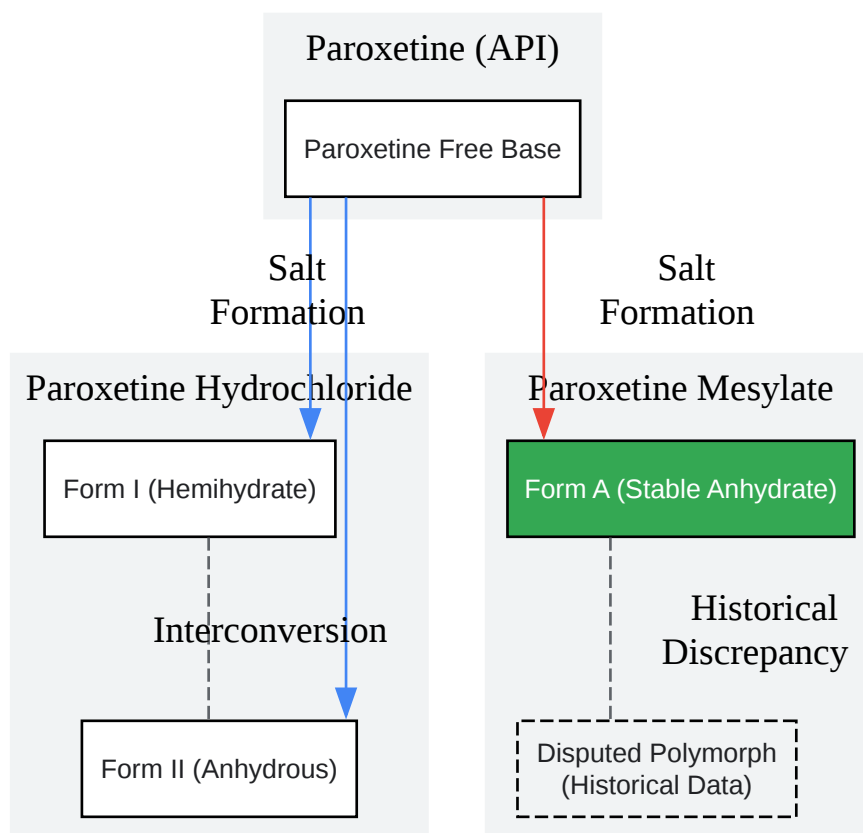 Paroxetine (API)
Paroxetine Free Base
Salt
Formation
Salt
Formation
Paroxetine Hydrochloride
Paroxetine Mesylate
Form I (Hemihydrate)
Form A (Stable Anhydrate)
Interconversion
Historical
Discrepancy
Form II (Anhydrous)
Disputed Polymorph
(Historical Data)